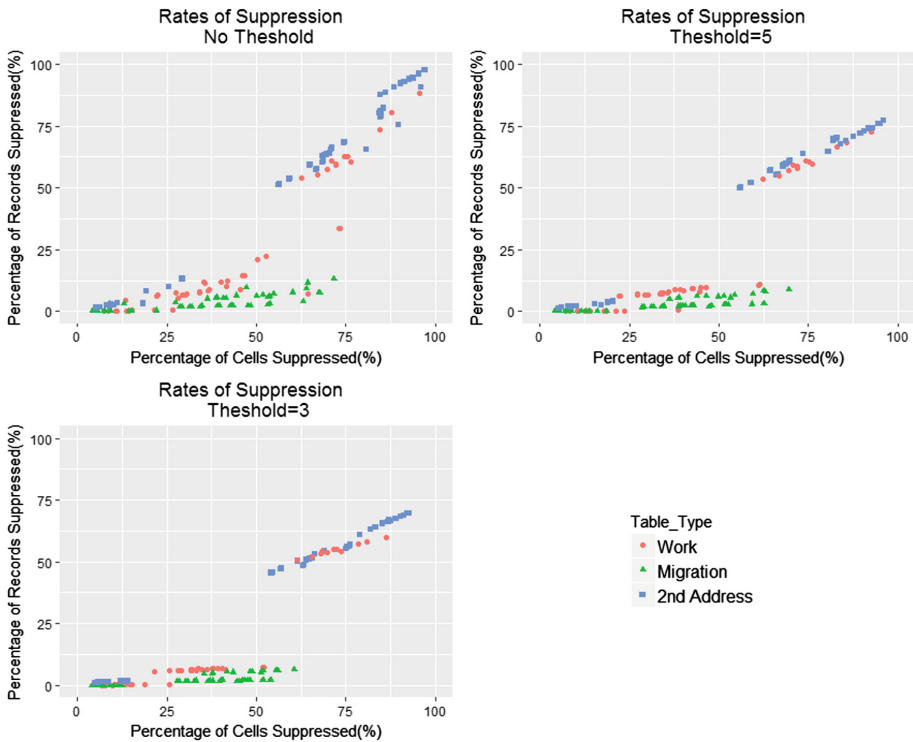 Rates of Suppression
No Theshold
Percentage of Records Suppressed(%)
100
75
50
25
0
0 25 50 75 100
Percentage of Cells Suppressed(%)
Rates of Suppression
Theshold=5
Percentage of Records Suppressed(%)
100
75
50
25
0
0 25 50 75 100
Percentage of Cells Suppressed(%)
Rates of Suppression
Theshold=3
Percentage of Records Suppressed(%)
100
75
50
25
0
0 25 50 75 100
Percentage of Cells Suppressed(%)
Table_Type
Work
Migration
2nd Address